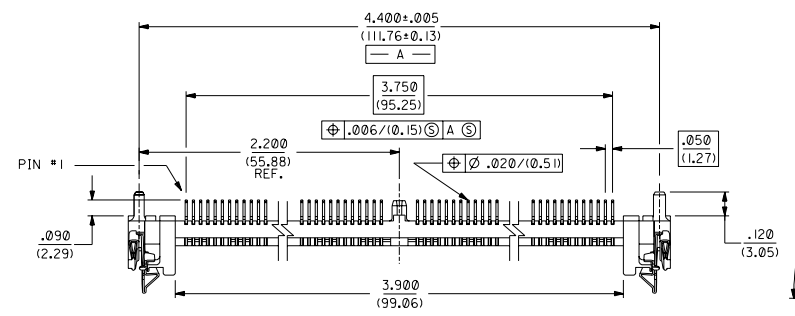 4.400±.005
(111.76±0.13)
— A —
3.750
(95.25)
⌖ .006/(0.15)Ⓢ A Ⓢ
2.200
(55.88)
REF.
⌖ Ø .020/(0.51)
.050
(1.27)
PIN #1
.090
(2.29)
.120
(3.05)
3.900
(99.06)